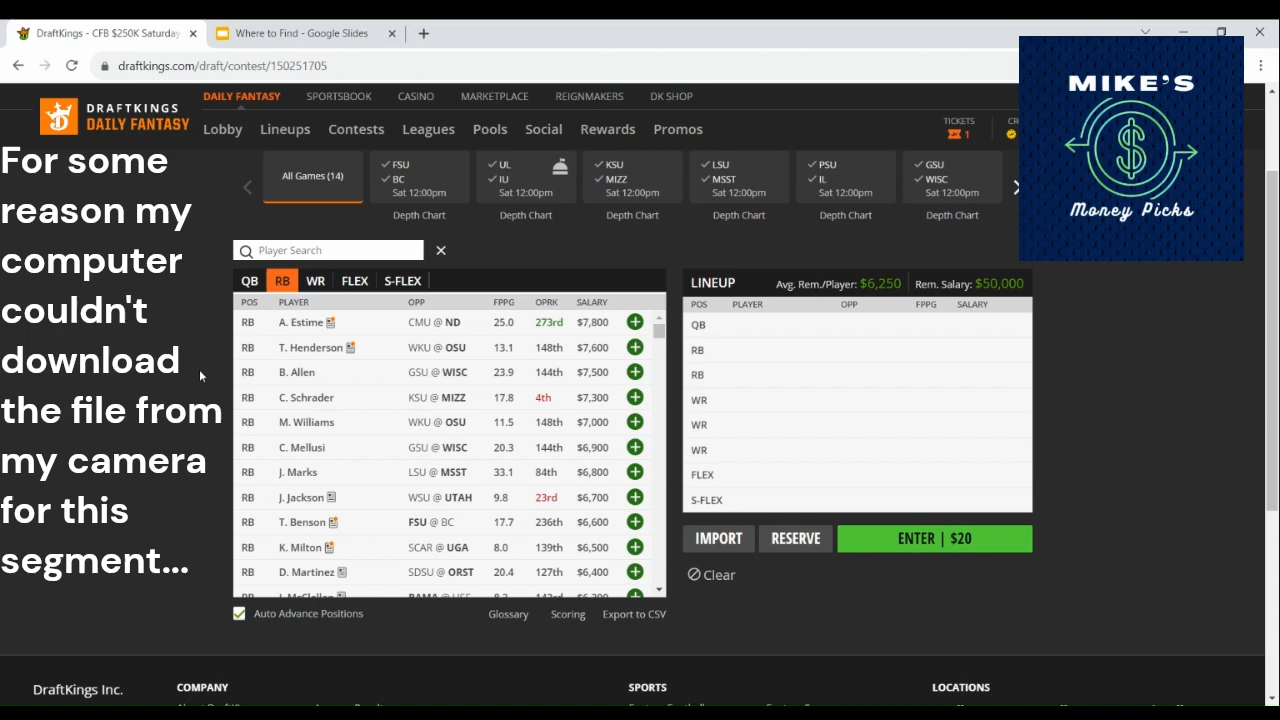 DraftKings - CFB $250K Saturday
Where to Find - Google Slides
draftkings.com/draft/contest/150251705
MIKE'S
$
Money Picks
DRAFTKINGS
DAILY FANTASY
DAILY FANTASY SPORTSBOOK CASINO MARKETPLACE REIGNMAKERS DK SHOP
Lobby Lineups Contests Leagues Pools Social Rewards Promos
TICKETS
1
CR
For some
reason my
computer
couldn't
download
the file from
my camera
for this
segment...
All Games (14)
FSU
BC
Sat 12:00pm
Depth Chart
UL
IU
Sat 12:00pm
Depth Chart
KSU
MIZZ
Sat 12:00pm
Depth Chart
LSU
MSST
Sat 12:00pm
Depth Chart
PSU
IL
Sat 12:00pm
Depth Chart
GSU
WISC
Sat 12:00pm
Depth Chart
Player Search
QB RB WR FLEX S-FLEX
POS PLAYER OPP FPPG OPRK SALARY
RB A. Estime CMU @ ND 25.0 273rd $7,800
RB T. Henderson WKU @ OSU 13.1 148th $7,600
RB B. Allen GSU @ WISC 23.9 144th $7,500
RB C. Schrader KSU @ MIZZ 17.8 4th $7,300
RB M. Williams WKU @ OSU 11.5 148th $7,000
RB C. Mellusi GSU @ WISC 20.3 144th $6,900
RB J. Marks LSU @ MSST 33.1 84th $6,800
RB J. Jackson WSU @ UTAH 9.8 23rd $6,700
RB T. Benson FSU @ BC 17.7 236th $6,600
RB K. Milton SCAR @ UGA 8.0 139th $6,500
RB D. Martinez SDSU @ ORST 20.4 127th $6,400
Auto Advance Positions
Glossary Scoring Export to CSV
LINEUP Avg. Rem./Player: $6,250 Rem. Salary: $50,000
POS PLAYER OPP FPPG SALARY
QB
RB
RB
WR
WR
WR
FLEX
S-FLEX
IMPORT RESERVE ENTER | $20
Clear
DraftKings Inc.
COMPANY
SPORTS
LOCATIONS